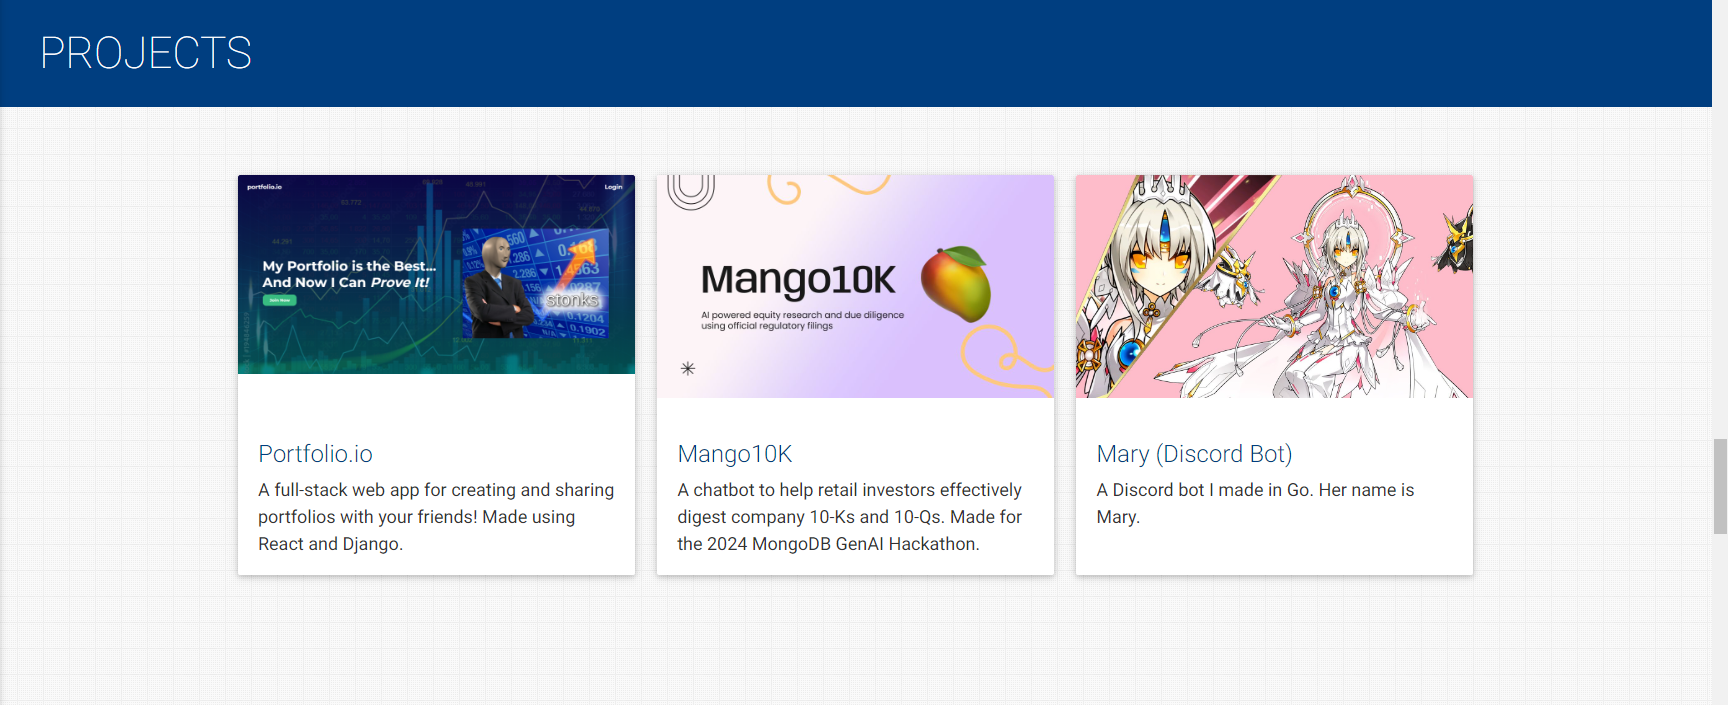 PROJECTS
portfolio.io
Login
My Portfolio is the Best...
And Now I Can Prove It!
stonks
Mango10K
AI powered equity research and due diligence
using official regulatory filings
Portfolio.io
A full-stack web app for creating and sharing
portfolios with your friends! Made using
React and Django.
Mango10K
A chatbot to help retail investors effectively
digest company 10-Ks and 10-Qs. Made for
the 2024 MongoDB GenAI Hackathon.
Mary (Discord Bot)
A Discord bot I made in Go. Her name is
Mary.